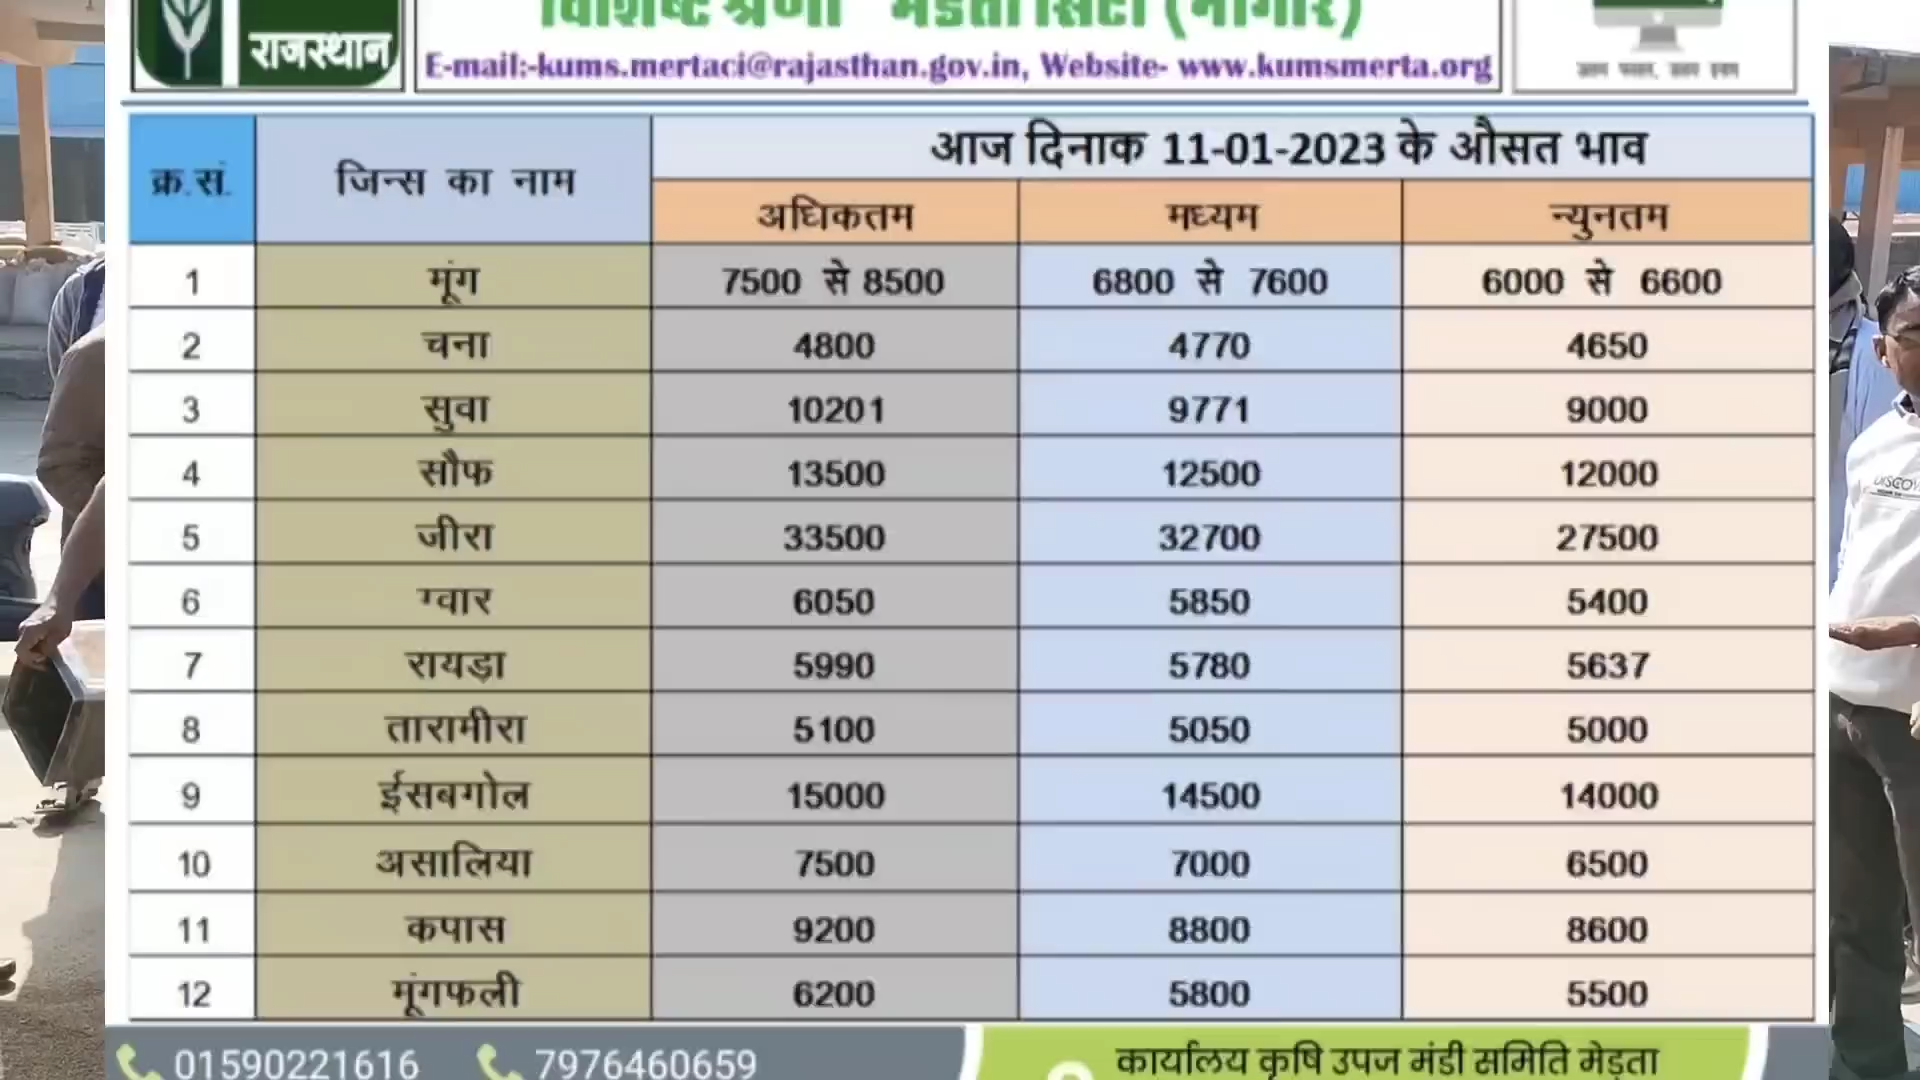 विशिष्ट श्रेणी मेड़ता सिटी (नागौर)
राजस्थान
E-mail:-kums.mertaci@rajasthan.gov.in, Website- www.kumsmerta.org
क्र.सं. जिन्स का नाम आज दिनाक 11-01-2023 के औसत भाव
अधिकतम मध्यम न्युनतम
1 मूंग 7500 से 8500 6800 से 7600 6000 से 6600
2 चना 4800 4770 4650
3 सुवा 10201 9771 9000
4 सौफ 13500 12500 12000
5 जीरा 33500 32700 27500
6 ग्वार 6050 5850 5400
7 रायड़ा 5990 5780 5637
8 तारामीरा 5100 5050 5000
9 ईसबगोल 15000 14500 14000
10 असालिया 7500 7000 6500
11 कपास 9200 8800 8600
12 मूंगफली 6200 5800 5500
01590221616 7976460659 कार्यालय कृषि उपज मंडी समिति मेड़ता